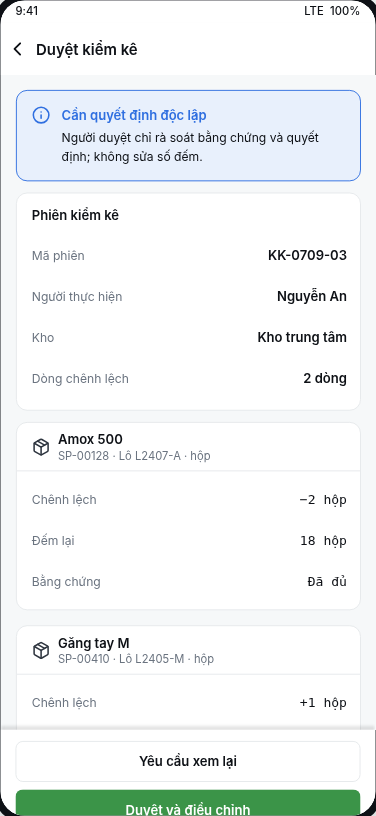 9:41
LTE 100%
Duyệt kiểm kê
Cần quyết định độc lập
Người duyệt chỉ rà soát bằng chứng và quyết
định; không sửa số đếm.
Phiên kiểm kê
Mã phiên
KK-0709-03
Người thực hiện
Nguyễn An
Kho
Kho trung tâm
Dòng chênh lệch
2 dòng
Amox 500
SP-00128 · Lô L2407-A · hộp
Chênh lệch
−2 hộp
Đếm lại
18 hộp
Bằng chứng
Đã đủ
Găng tay M
SP-00410 · Lô L2405-M · hộp
Chênh lệch
+1 hộp
Yêu cầu xem lại
Duyệt và điều chỉnh